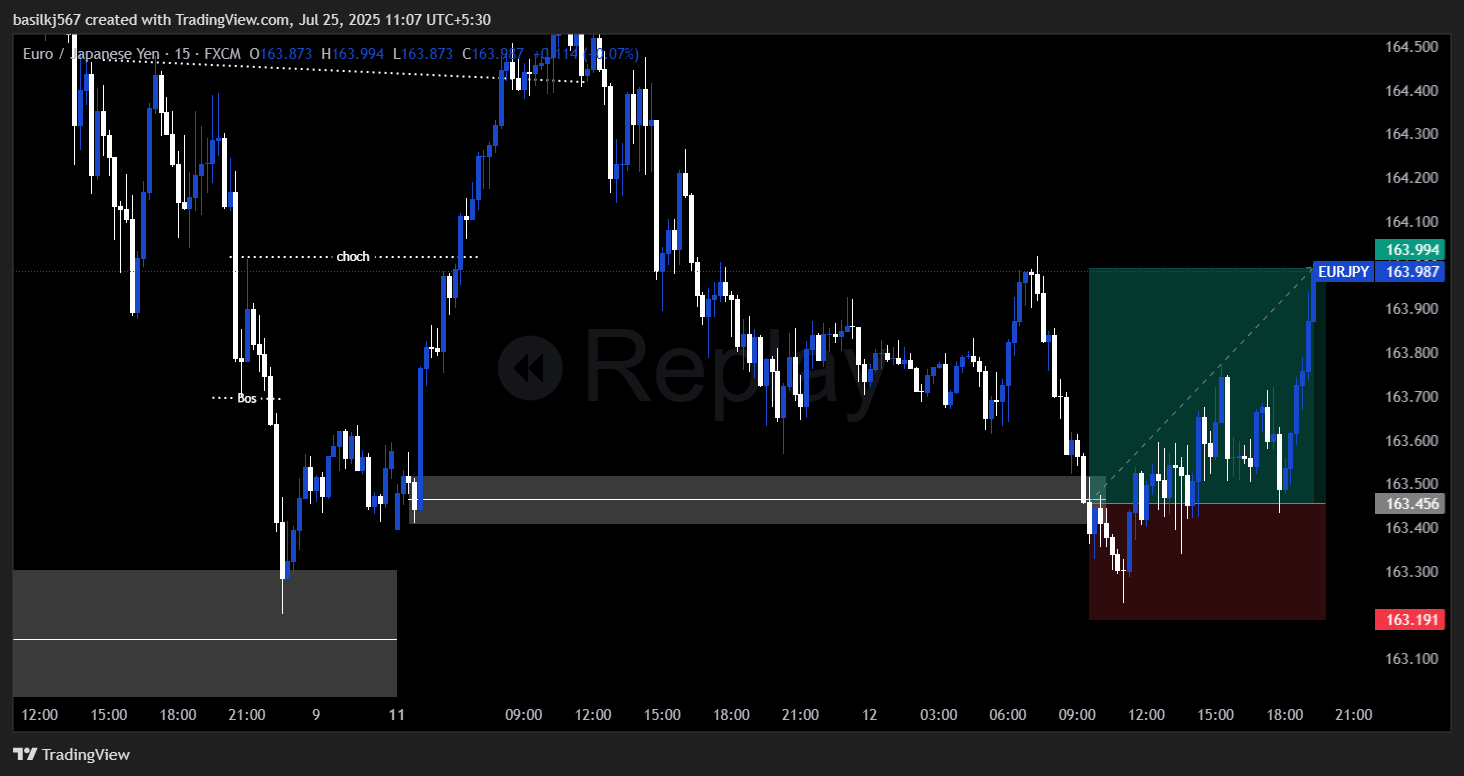 basilkj567 created with TradingView.com, Jul 25, 2025 11:07 UTC+5:30
Euro / Japanese Yen · 15 · FXCM O163.873 H163.994 L163.873 C163.987 +0.114 (+0.07%)
164.500
164.400
164.300
164.200
164.100
163.994
EURJPY 163.987
163.900
163.800
163.700
163.600
163.500
163.456
163.400
163.300
163.191
163.100
choch
Bos
Replay
12:00 15:00 18:00 21:00 9 11 09:00 12:00 15:00 18:00 21:00 12 03:00 06:00 09:00 12:00 15:00 18:00 21:00
TradingView